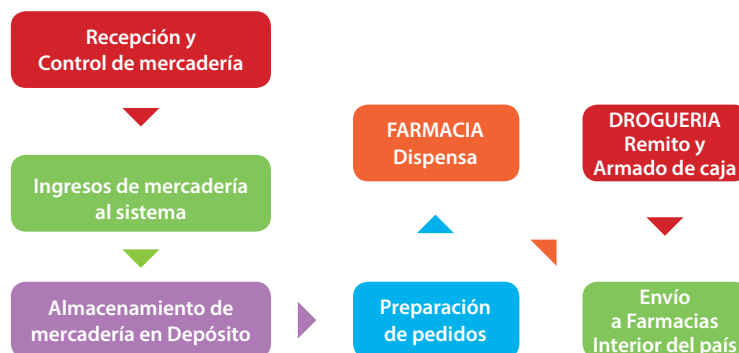 Recepción y
Control de mercadería
Ingresos de mercadería
al sistema
Almacenamiento de
mercadería en Depósito
FARMACIA
Dispensa
Preparación
de pedidos
DROGUERIA
Remito y
Armado de caja
Envío
a Farmacias
Interior del país